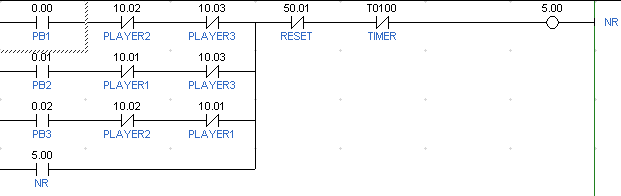 0.00 10.02 10.03 50.01 T0100 5.00
NR
PB1 PLAYER2 PLAYER3 RESET TIMER
0.01 10.01 10.03
PB2 PLAYER1 PLAYER3
0.02 10.02 10.01
PB3 PLAYER2 PLAYER1
5.00
NR